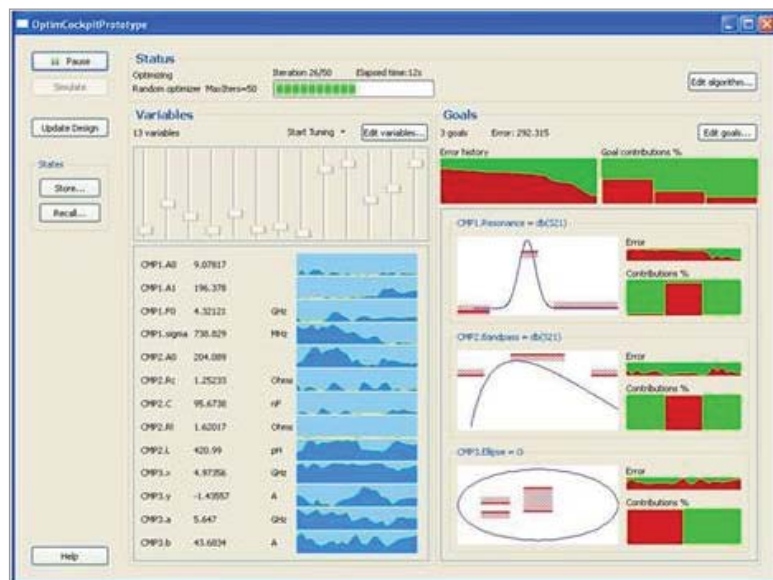 OptimCockpitPrototype
Pause
Simulate
Update Design
States
Store...
Recall...
Help
Status
Optimizing
Iteration 26/50 Elapsed time: 12s
Random optimizer MaxIters=50
Edit algorithm...
Variables
13 variables Start Tuning Edit variables...
CMP1.A0 9.07817
CMP1.A1 196.378
CMP1.F0 4.32121 GHz
CMP1.sigma 738.829 MHz
CMP2.A0 204.089
CMP2.Rc 1.25233 Ohms
CMP2.C 95.6738 nF
CMP2.Rl 1.62017 Ohms
CMP2.L 420.99 pH
CMP3.x 4.97356 GHz
CMP3.y -1.43557 A
CMP3.a 5.647 GHz
CMP3.b 43.6834 A
Goals
3 goals Error: 292.315 Edit goals...
Error history Goal contributions %
CMP1.Resonance = db(S21)
Error
Contributions %
CMP2.Bandpass = db(S21)
Error
Contributions %
CMP3.Ellipse = 0
Error
Contributions %